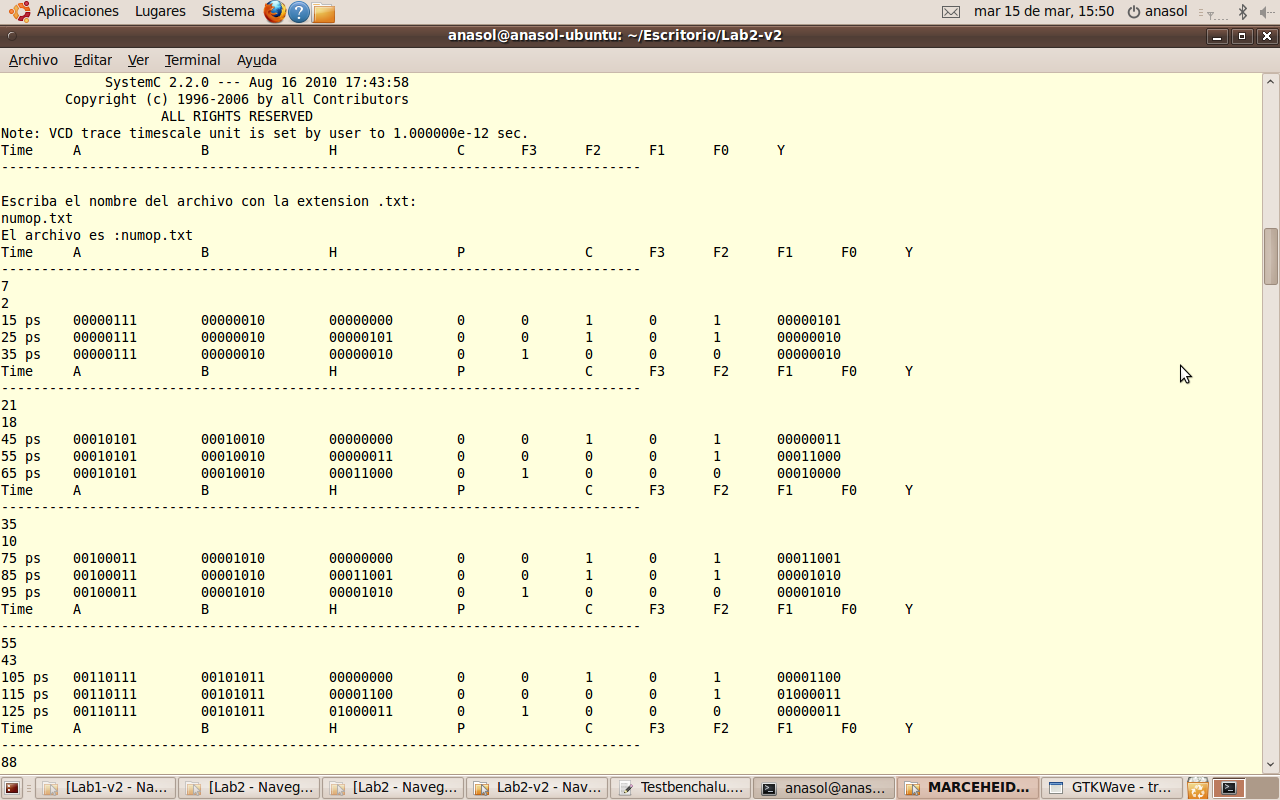 Aplicaciones Lugares Sistema mar 15 de mar, 15:50 anasol
anasol@anasol-ubuntu: ~/Escritorio/Lab2-v2
Archivo Editar Ver Terminal Ayuda
SystemC 2.2.0 --- Aug 16 2010 17:43:58
Copyright (c) 1996-2006 by all Contributors
ALL RIGHTS RESERVED
Note: VCD trace timescale unit is set by user to 1.000000e-12 sec.
Time A B H C F3 F2 F1 F0 Y
--------------------------------------------------------------------------------
Escriba el nombre del archivo con la extension .txt:
numop.txt
El archivo es :numop.txt
Time A B H P C F3 F2 F1 F0 Y
--------------------------------------------------------------------------------
7
2
15 ps 00000111 00000010 00000000 0 0 1 0 1 00000101
25 ps 00000111 00000010 00000101 0 0 1 0 1 00000010
35 ps 00000111 00000010 00000010 0 1 0 0 0 00000010
Time A B H P C F3 F2 F1 F0 Y
--------------------------------------------------------------------------------
21
18
45 ps 00010101 00010010 00000000 0 0 1 0 1 00000011
55 ps 00010101 00010010 00000011 0 0 0 0 1 00011000
65 ps 00010101 00010010 00011000 0 1 0 0 0 00010000
Time A B H P C F3 F2 F1 F0 Y
--------------------------------------------------------------------------------
35
10
75 ps 00100011 00001010 00000000 0 0 1 0 1 00011001
85 ps 00100011 00001010 00011001 0 0 1 0 1 00001010
95 ps 00100011 00001010 00001010 0 1 0 0 0 00001010
Time A B H P C F3 F2 F1 F0 Y
--------------------------------------------------------------------------------
55
43
105 ps 00110111 00101011 00000000 0 0 1 0 1 00001100
115 ps 00110111 00101011 00001100 0 0 0 0 1 01000011
125 ps 00110111 00101011 01000011 0 1 0 0 0 00000011
Time A B H P C F3 F2 F1 F0 Y
--------------------------------------------------------------------------------
88
[Lab1-v2 - Na... [Lab2 - Naveg... [Lab2 - Naveg... Lab2-v2 - Nav... Testbenchalu.... anasol@anas... MARCEHEID... GTKWave - tr...